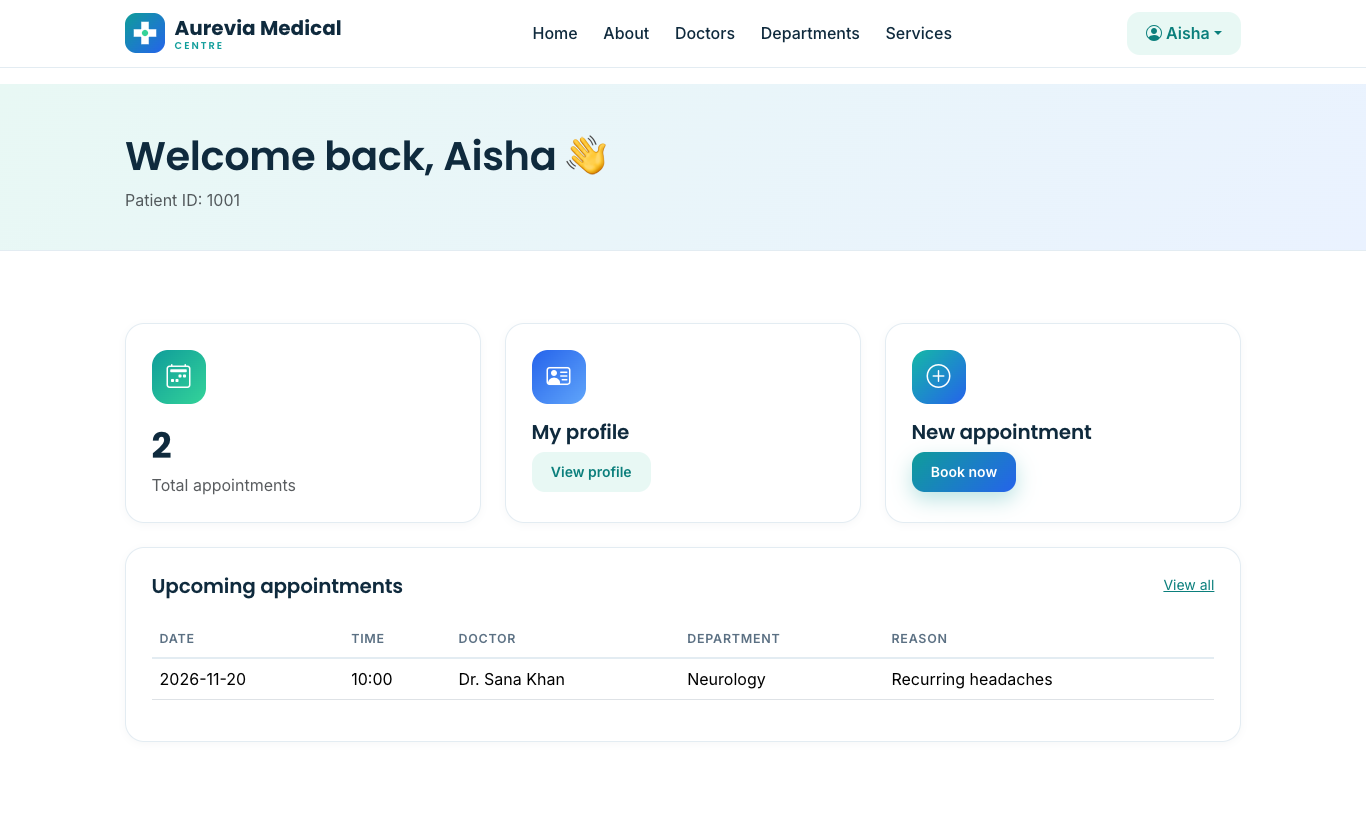 Aurevia Medical
CENTRE
Home About Doctors Departments Services
Aisha
Welcome back, Aisha 👋
Patient ID: 1001
2
Total appointments
My profile
View profile
New appointment
Book now
Upcoming appointments
View all
DATE TIME DOCTOR DEPARTMENT REASON
2026-11-20 10:00 Dr. Sana Khan Neurology Recurring headaches